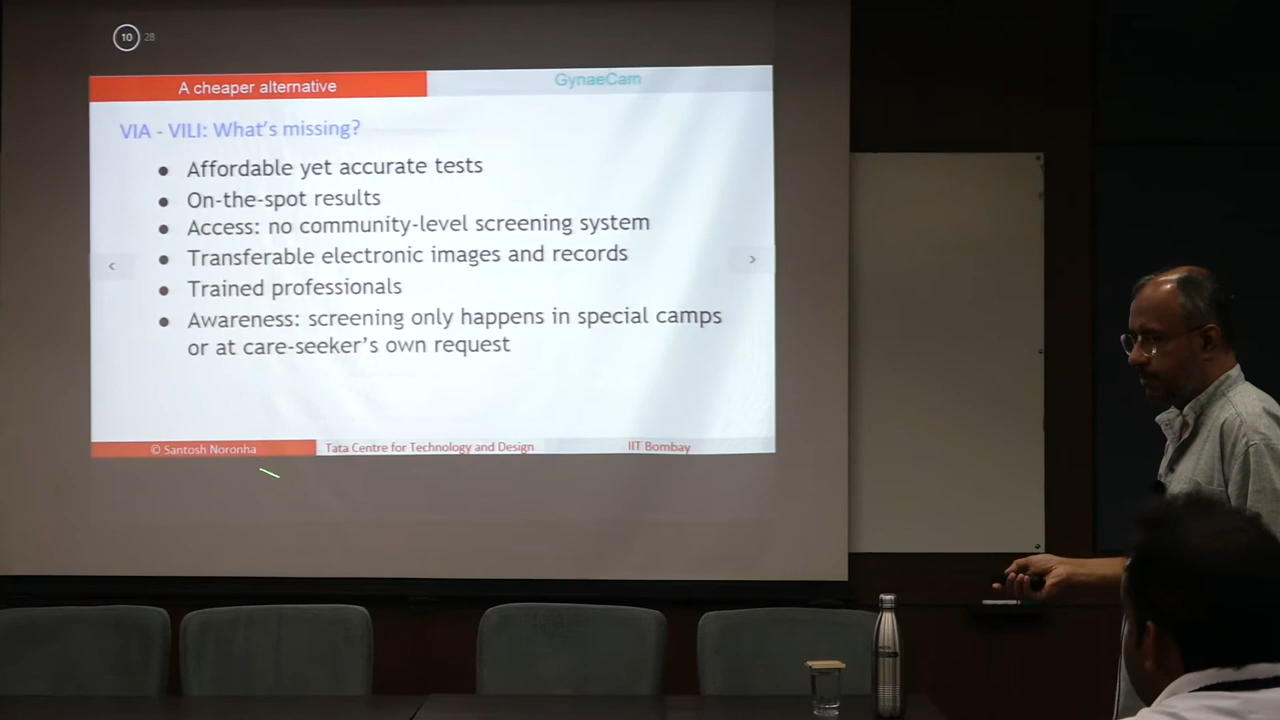 10 28
A cheaper alternative
GynaeCam
VIA - VILI: What's missing?
● Affordable yet accurate tests
● On-the-spot results
● Access: no community-level screening system
● Transferable electronic images and records
● Trained professionals
● Awareness: screening only happens in special camps
or at care-seeker's own request
© Santosh Noronha
Tata Centre for Technology and Design
IIT Bombay